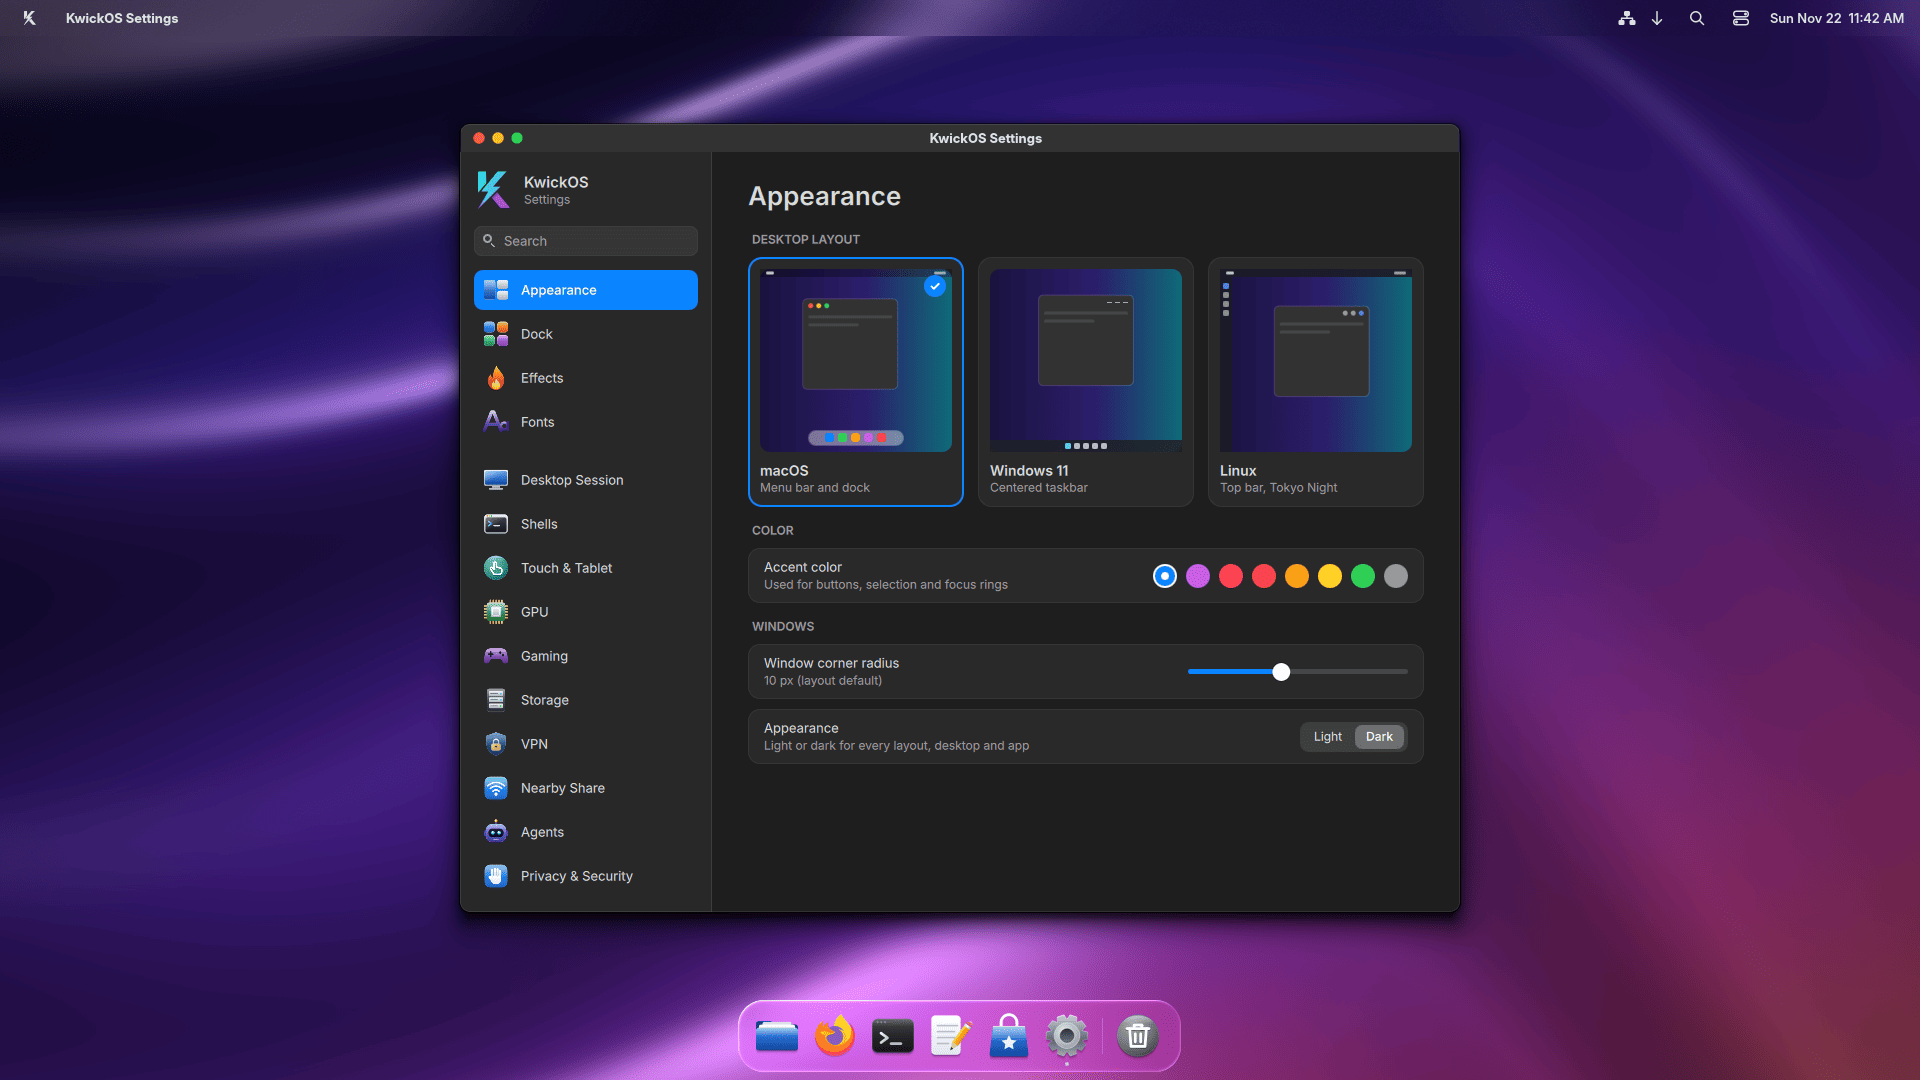 KwickOS Settings
Sun Nov 22 11:42 AM
KwickOS Settings
KwickOS
Settings
Search
Appearance
Dock
Effects
Fonts
Desktop Session
Shells
Touch & Tablet
GPU
Gaming
Storage
VPN
Nearby Share
Agents
Privacy & Security
Appearance
DESKTOP LAYOUT
macOS
Menu bar and dock
Windows 11
Centered taskbar
Linux
Top bar, Tokyo Night
COLOR
Accent color
Used for buttons, selection and focus rings
WINDOWS
Window corner radius
10 px (layout default)
Appearance
Light or dark for every layout, desktop and app
Light
Dark